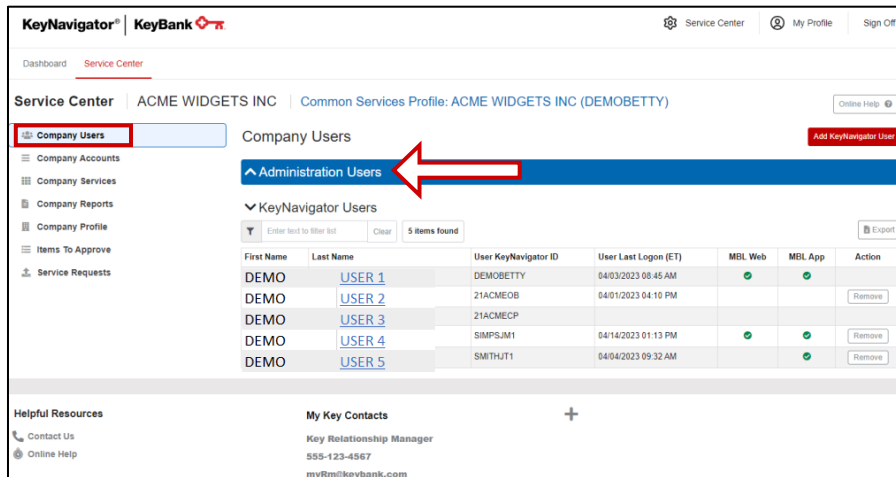 KeyNavigator® KeyBank Service Center My Profile Sign Off
Dashboard Service Center
Service Center ACME WIDGETS INC Common Services Profile: ACME WIDGETS INC (DEMOBETTY) Online Help
Company Users
Company Accounts
Company Services
Company Reports
Company Profile
Items To Approve
Service Requests
Company Users Add KeyNavigator User
Administration Users
KeyNavigator Users
Enter text to filter list Clear 5 items found Export
First Name Last Name User KeyNavigator ID User Last Logon (ET) MBL Web MBL App Action
DEMO USER 1 DEMOBETTY 04/03/2023 08:45 AM
DEMO USER 2 21ACMEOB 04/01/2023 04:10 PM Remove
DEMO USER 3 21ACMECP
DEMO USER 4 SIMPSJM1 04/14/2023 01:13 PM Remove
DEMO USER 5 SMITHJT1 04/04/2023 09:32 AM Remove
Helpful Resources
Contact Us
Online Help
My Key Contacts
Key Relationship Manager
555-123-4567
myRm@keybank.com